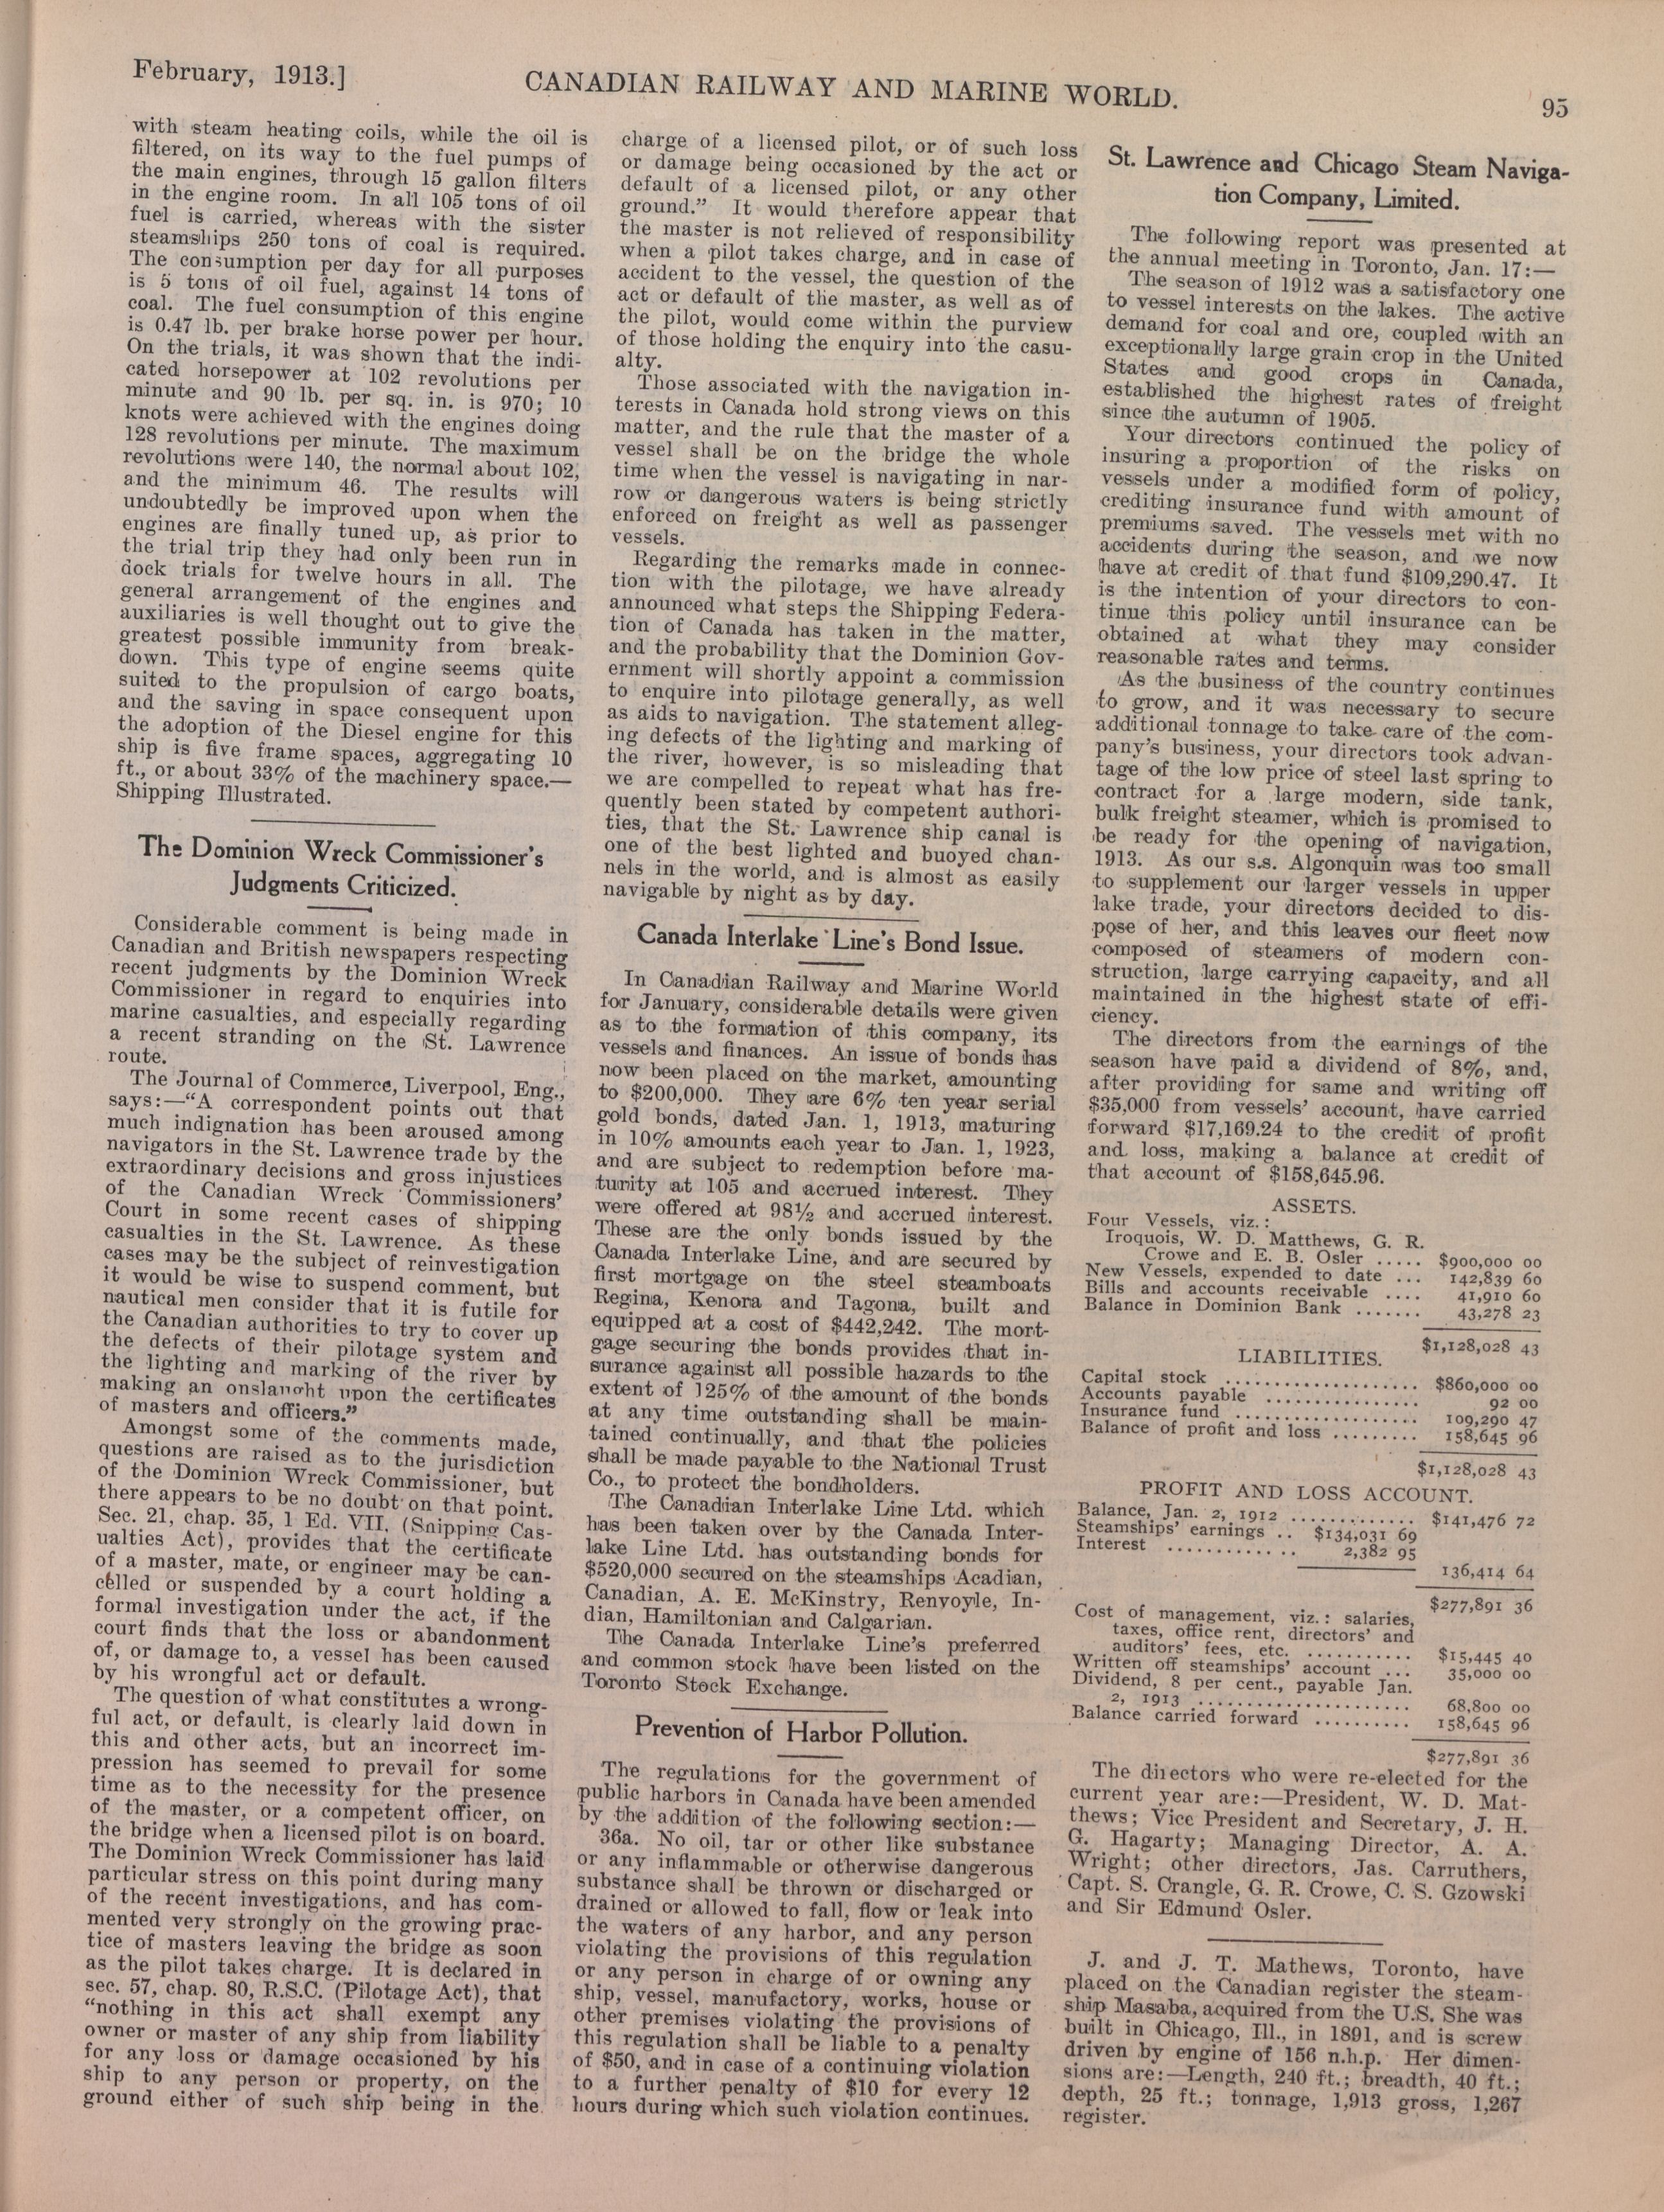 February, 1913.]
CANADIAN RAILWAY AND MARINE WORLD.
95
with steam heating coils, while the oil is
filtered, on its way to the fuel pumps of
the main engines, through 15 gallon filters
in the engine room. In all 105 tons of oil
fuel is carried, whereas with the sister
steamships 250 tons of coal is required.
The consumption per day for all purposes
is 5 tons of oil fuel, against 14 tons of
coal. The fuel consumption of this engine
is 0.47 lb. per brake horse power per hour.
On the trials, it was shown that the indi-
cated horsepower at 102 revolutions per
minute and 90 lb. per sq. in. is 970; 10
knots were achieved with the engines doing
128 revolutions per minute. The maximum
revolutions were 140, the normal about 102,
and the minimum 46. The results will
undoubtedly be improved upon when the
engines are finally tuned up, as prior to
the trial trip they had only been run in
dock trials for twelve hours in all. The
general arrangement of the engines and
auxiliaries is well thought out to give the
greatest possible immunity from break-
down. This type of engine seems quite
suited to the propulsion of cargo boats,
and the saving in space consequent upon
the adoption of the Diesel engine for this
ship is five frame spaces, aggregating 10
ft., or about 33% of the machinery space.—
Shipping Illustrated.
The Dominion Wreck Commissioner's
Judgments Criticized.
Considerable comment is being made in
Canadian and British newspapers respecting
recent judgments by the Dominion Wreck
Commissioner in regard to enquiries into
marine casualties, and especially regarding
a recent stranding on the St. Lawrence
route.
The Journal of Commerce, Liverpool, Eng.,
says:—"A correspondent points out that
much indignation has been aroused among
navigators in the St. Lawrence trade by the
extraordinary decisions and gross injustices
of the Canadian Wreck Commissioners'
Court in some recent cases of shipping
casualties in the St. Lawrence. As these
cases may be the subject of reinvestigation
it would be wise to suspend comment, but
nautical men consider that it is futile for
the Canadian authorities to try to cover up
the defects of their pilotage system and
the lighting and marking of the river by
making an onslaught upon the certificates
of masters and officers."
Amongst some of the comments made,
questions are raised as to the jurisdiction
of the Dominion Wreck Commissioner, but
there appears to be no doubt on that point.
Sec. 21, chap. 35, 1 Ed. VII. (Snipping Cas-
ualties Act), provides that the certificate
of a master, mate, or engineer may be can-
celled or suspended by a court holding a
formal investigation under the act, if the
court finds that the loss or abandonment
of, or damage to, a vessel has been caused
by his wrongful act or default.
The question of what constitutes a wrong-
ful act, or default, is clearly laid down in
this and other acts, but an incorrect im-
pression has seemed to prevail for some
time as to the necessity for the presence
of the master, or a competent officer, on
the bridge when a licensed pilot is on board.
The Dominion Wreck Commissioner has laid
particular stress on this point during many
of the recent investigations, and has com-
mented very strongly on the growing prac-
tice of masters leaving the bridge as soon
as the pilot takes charge. It is declared in
sec. 57, chap. 80, R.S.C. (Pilotage Act), that
"nothing in this act shall exempt any
owner or master of any ship from liability
for any loss or damage occasioned by his
ship to any person or property, on the
ground either of such ship being in the
charge of a licensed pilot, or of such loss
or damage being occasioned by the act or
default of a licensed pilot, or any other
ground." It would therefore appear that
the master is not relieved of responsibility
when a pilot takes charge, and in case of
accident to the vessel, the question of the
act or default of the master, as well as of
the pilot, would come within the purview
of those holding the enquiry into the casu-
alty.
Those associated with the navigation in-
terests in Canada hold strong views on this
matter, and the rule that the master of a
vessel shall be on the bridge the whole
time when the vessel is navigating in nar-
row or dangerous waters is being strictly
enforced on freight as well as passenger
vessels.
Regarding the remarks made in connec-
tion with the pilotage, we have already
announced what steps the Shipping Federa-
tion of Canada has taken in the matter,
and the probability that the Dominion Gov-
ernment will shortly appoint a commission
to enquire into pilotage generally, as well
as aids to navigation. The statement alleg-
ing defects of the lighting and marking of
the river, however, is so misleading that
we are compelled to repeat what has fre-
quently been stated by competent authori-
ties, that the St. Lawrence ship canal is
one of the best lighted and buoyed chan-
nels in the world, and is almost as easily
navigable by night as by day.
Canada Interlake Line's Bond Issue.
In Canadian Railway and Marine World
for January, considerable details were given
as to the formation of this company, its
vessels and finances. An issue of bonds has
now been placed on the market, amounting
to $200,000. They are 6% ten year serial
gold bonds, dated Jan. 1, 1913, maturing
in 10% amounts each year to Jan. 1, 1923,
and are subject to redemption before ma-
turity at 105 and accrued interest. They
were offered at 98½ and accrued interest.
These are the only bonds issued by the
Canada Interlake Line, and are secured by
first mortgage on the steel steamboats
Regina, Kenora and Tagona, built and
equipped at a cost of $442,242. The mort-
gage securing the bonds provides that in-
surance against all possible hazards to the
extent of 125% of the amount of the bonds
at any time outstanding shall be main-
tained continually, and that the policies
shall be made payable to the National Trust
Co., to protect the bondholders.
The Canadian Interlake Line Ltd. which
has been taken over by the Canada Inter-
lake Line Ltd. has outstanding bonds for
$520,000 secured on the steamships Acadian,
Canadian, A. E. McKinstry, Renvoyle, In-
dian, Hamiltonian and Calgarian.
The Canada Interlake Line's preferred
and common stock have been listed on the
Toronto Stock Exchange.
Prevention of Harbor Pollution.
The regulations for the government of
public harbors in Canada have been amended
by the addition of the following section:—
36a. No oil, tar or other like substance
or any inflammable or otherwise dangerous
substance shall be thrown or discharged or
drained or allowed to fall, flow or leak into
the waters of any harbor, and any person
violating the provisions of this regulation
or any person in charge of or owning any
ship, vessel, manufactory, works, house or
other premises violating the provisions of
this regulation shall be liable to a penalty
of $50, and in case of a continuing violation
to a further penalty of $10 for every 12
hours during which such violation continues.
St. Lawrence and Chicago Steam Naviga-
tion Company, Limited.
The following report was presented at
the annual meeting in Toronto, Jan. 17:—
The season of 1912 was a satisfactory one
to vessel interests on the lakes. The active
demand for coal and ore, coupled with an
exceptionally large grain crop in the United
States and good crops in Canada,
established the highest rates of freight
since the autumn of 1905.
Your directors continued the policy of
insuring a proportion of the risks on
vessels under a modified form of policy,
crediting insurance fund with amount of
premiums saved. The vessels met with no
accidents during the season, and we now
have at credit of that fund $109,290.47. It
is the intention of your directors to con-
tinue this policy until insurance can be
obtained at what they may consider
reasonable rates and terms.
As the business of the country continues
to grow, and it was necessary to secure
additional tonnage to take care of the com-
pany's business, your directors took advan-
tage of the low price of steel last spring to
contract for a large modern, side tank,
bulk freight steamer, which is promised to
be ready for the opening of navigation,
1913. As our s.s. Algonquin was too small
to supplement our larger vessels in upper
lake trade, your directors decided to dis-
pose of her, and this leaves our fleet now
composed of steamers of modern con-
struction, large carrying capacity, and all
maintained in the highest state of effi-
ciency.
The directors from the earnings of the
season have paid a dividend of 8%, and,
after providing for same and writing off
$35,000 from vessels' account, have carried
forward $17,169.24 to the credit of profit
and loss, making a balance at credit of
that account of $158,645.96.
ASSETS.
Four Vessels, viz.:
Iroquois, W. D. Matthews, G. R.
Crowe and E. B. Osler ..... $900,000 00
New Vessels, expended to date ... 142,839 60
Bills and accounts receivable .... 41,910 60
Balance in Dominion Bank ....... 43,278 23
$1,128,028 43
LIABILITIES.
Capital stock .................... $860,000 00
Accounts payable ................ 92 00
Insurance fund ................... 109,290 47
Balance of profit and loss ......... 158,645 96
$1,128,028 43
PROFIT AND LOSS ACCOUNT.
Balance, Jan. 2, 1912 ............. $141,476 72
Steamships' earnings .. $134,031 69
Interest ............. 2,382 95
136,414 64
$277,891 36
Cost of management, viz.: salaries,
taxes, office rent, directors' and
auditors' fees, etc. ........... $15,445 40
Written off steamships' account ... 35,000 00
Dividend, 8 per cent., payable Jan.
2, 1913 ...................... 68,800 00
Balance carried forward .......... 158,645 96
$277,891 36
The directors who were re-elected for the
current year are:—President, W. D. Mat-
thews; Vice President and Secretary, J. H.
G. Hagarty; Managing Director, A. A.
Wright; other directors, Jas. Carruthers,
Capt. S. Crangle, G. R. Crowe, C. S. Gzowski
and Sir Edmund Osler.
J. and J. T. Mathews, Toronto, have
placed on the Canadian register the steam-
ship Masaba, acquired from the U.S. She was
built in Chicago, Ill., in 1891, and is screw
driven by engine of 156 n.h.p. Her dimen-
sions are:—Length, 240 ft.; breadth, 40 ft.;
depth, 25 ft.; tonnage, 1,913 gross, 1,267
register.